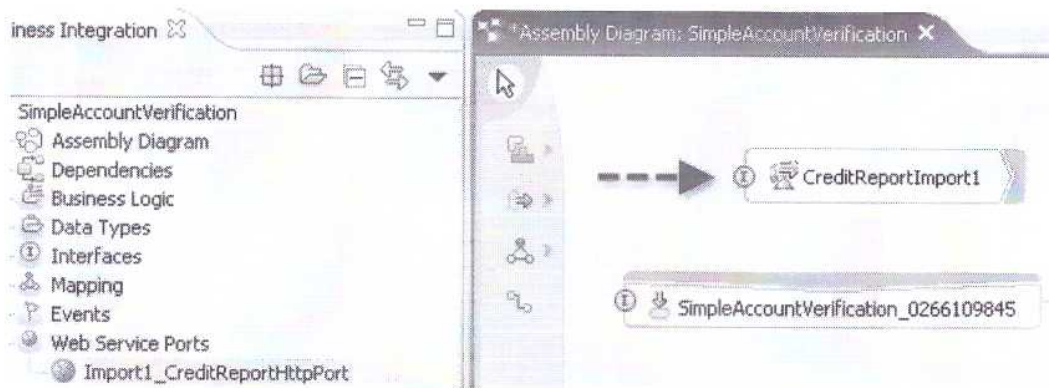 iness Integration
*Assembly Diagram: SimpleAccountVerification
SimpleAccountVerification
Assembly Diagram
Dependencies
Business Logic
Data Types
Interfaces
Mapping
Events
Web Service Ports
Import1_CreditReportHttpPort
CreditReportImport1
SimpleAccountVerification_0266109845